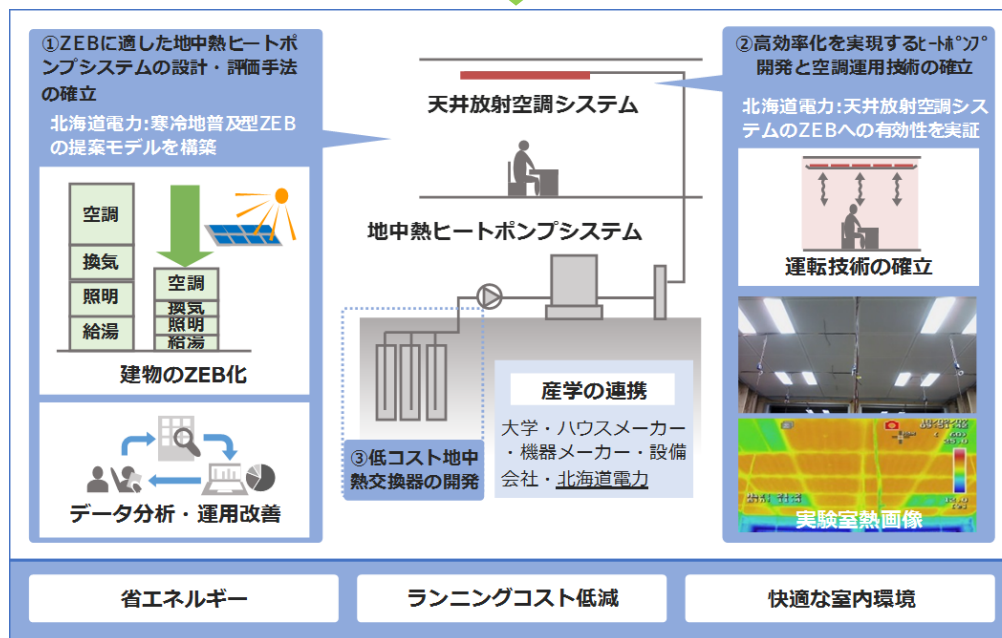 ①ZEBに適した地中熱ヒートポ
ンプシステムの設計・評価手法
の確立
北海道電力:寒冷地普及型ZEB
の提案モデルを構築
空調
換気
照明
給湯
空調
換気
照明
給湯
建物のZEB化
データ分析・運用改善
天井放射空調システム
地中熱ヒートポンプシステム
③低コスト地中
熱交換器の開発
産学の連携
大学・ハウスメーカー
・機器メーカー・設備
会社・北海道電力
②高効率化を実現するﾋｰﾄﾎﾟﾝﾌﾟ
開発と空調運用技術の確立
北海道電力:天井放射空調シス
テムのZEBへの有効性を実証
運転技術の確立
実験室熱画像
省エネルギー
ランニングコスト低減
快適な室内環境